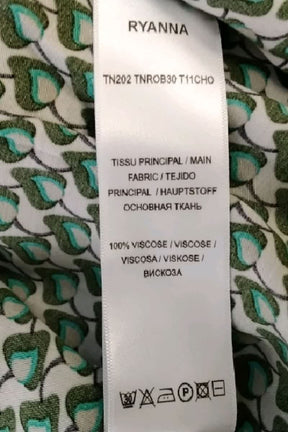 RYANNA
TN202 TNROB30 T11CHO
TISSU PRINCIPAL / MAIN
FABRIC / TEJIDO
PRINCIPAL / HAUPTSTOFF
ОСНОВНАЯ ТКАНЬ
100% VISCOSE / VISCOSE /
VISCOSA / VISKOSE /
ВИСКОЗА